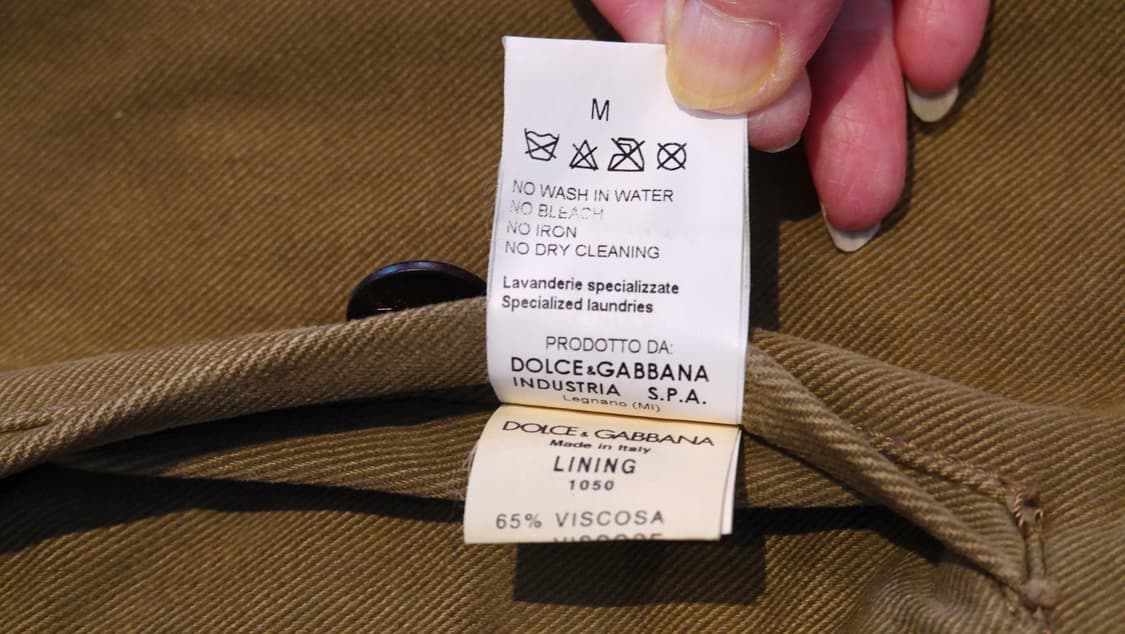 M
NO WASH IN WATER
NO BLEACH
NO IRON
NO DRY CLEANING
Lavanderie specializzate
Specialized laundries
PRODOTTO DA:
DOLCE&GABBANA
INDUSTRIA S.P.A.
Legnano (MI)
DOLCE & GABBANA
Made in Italy
LINING
1050
65% VISCOSA